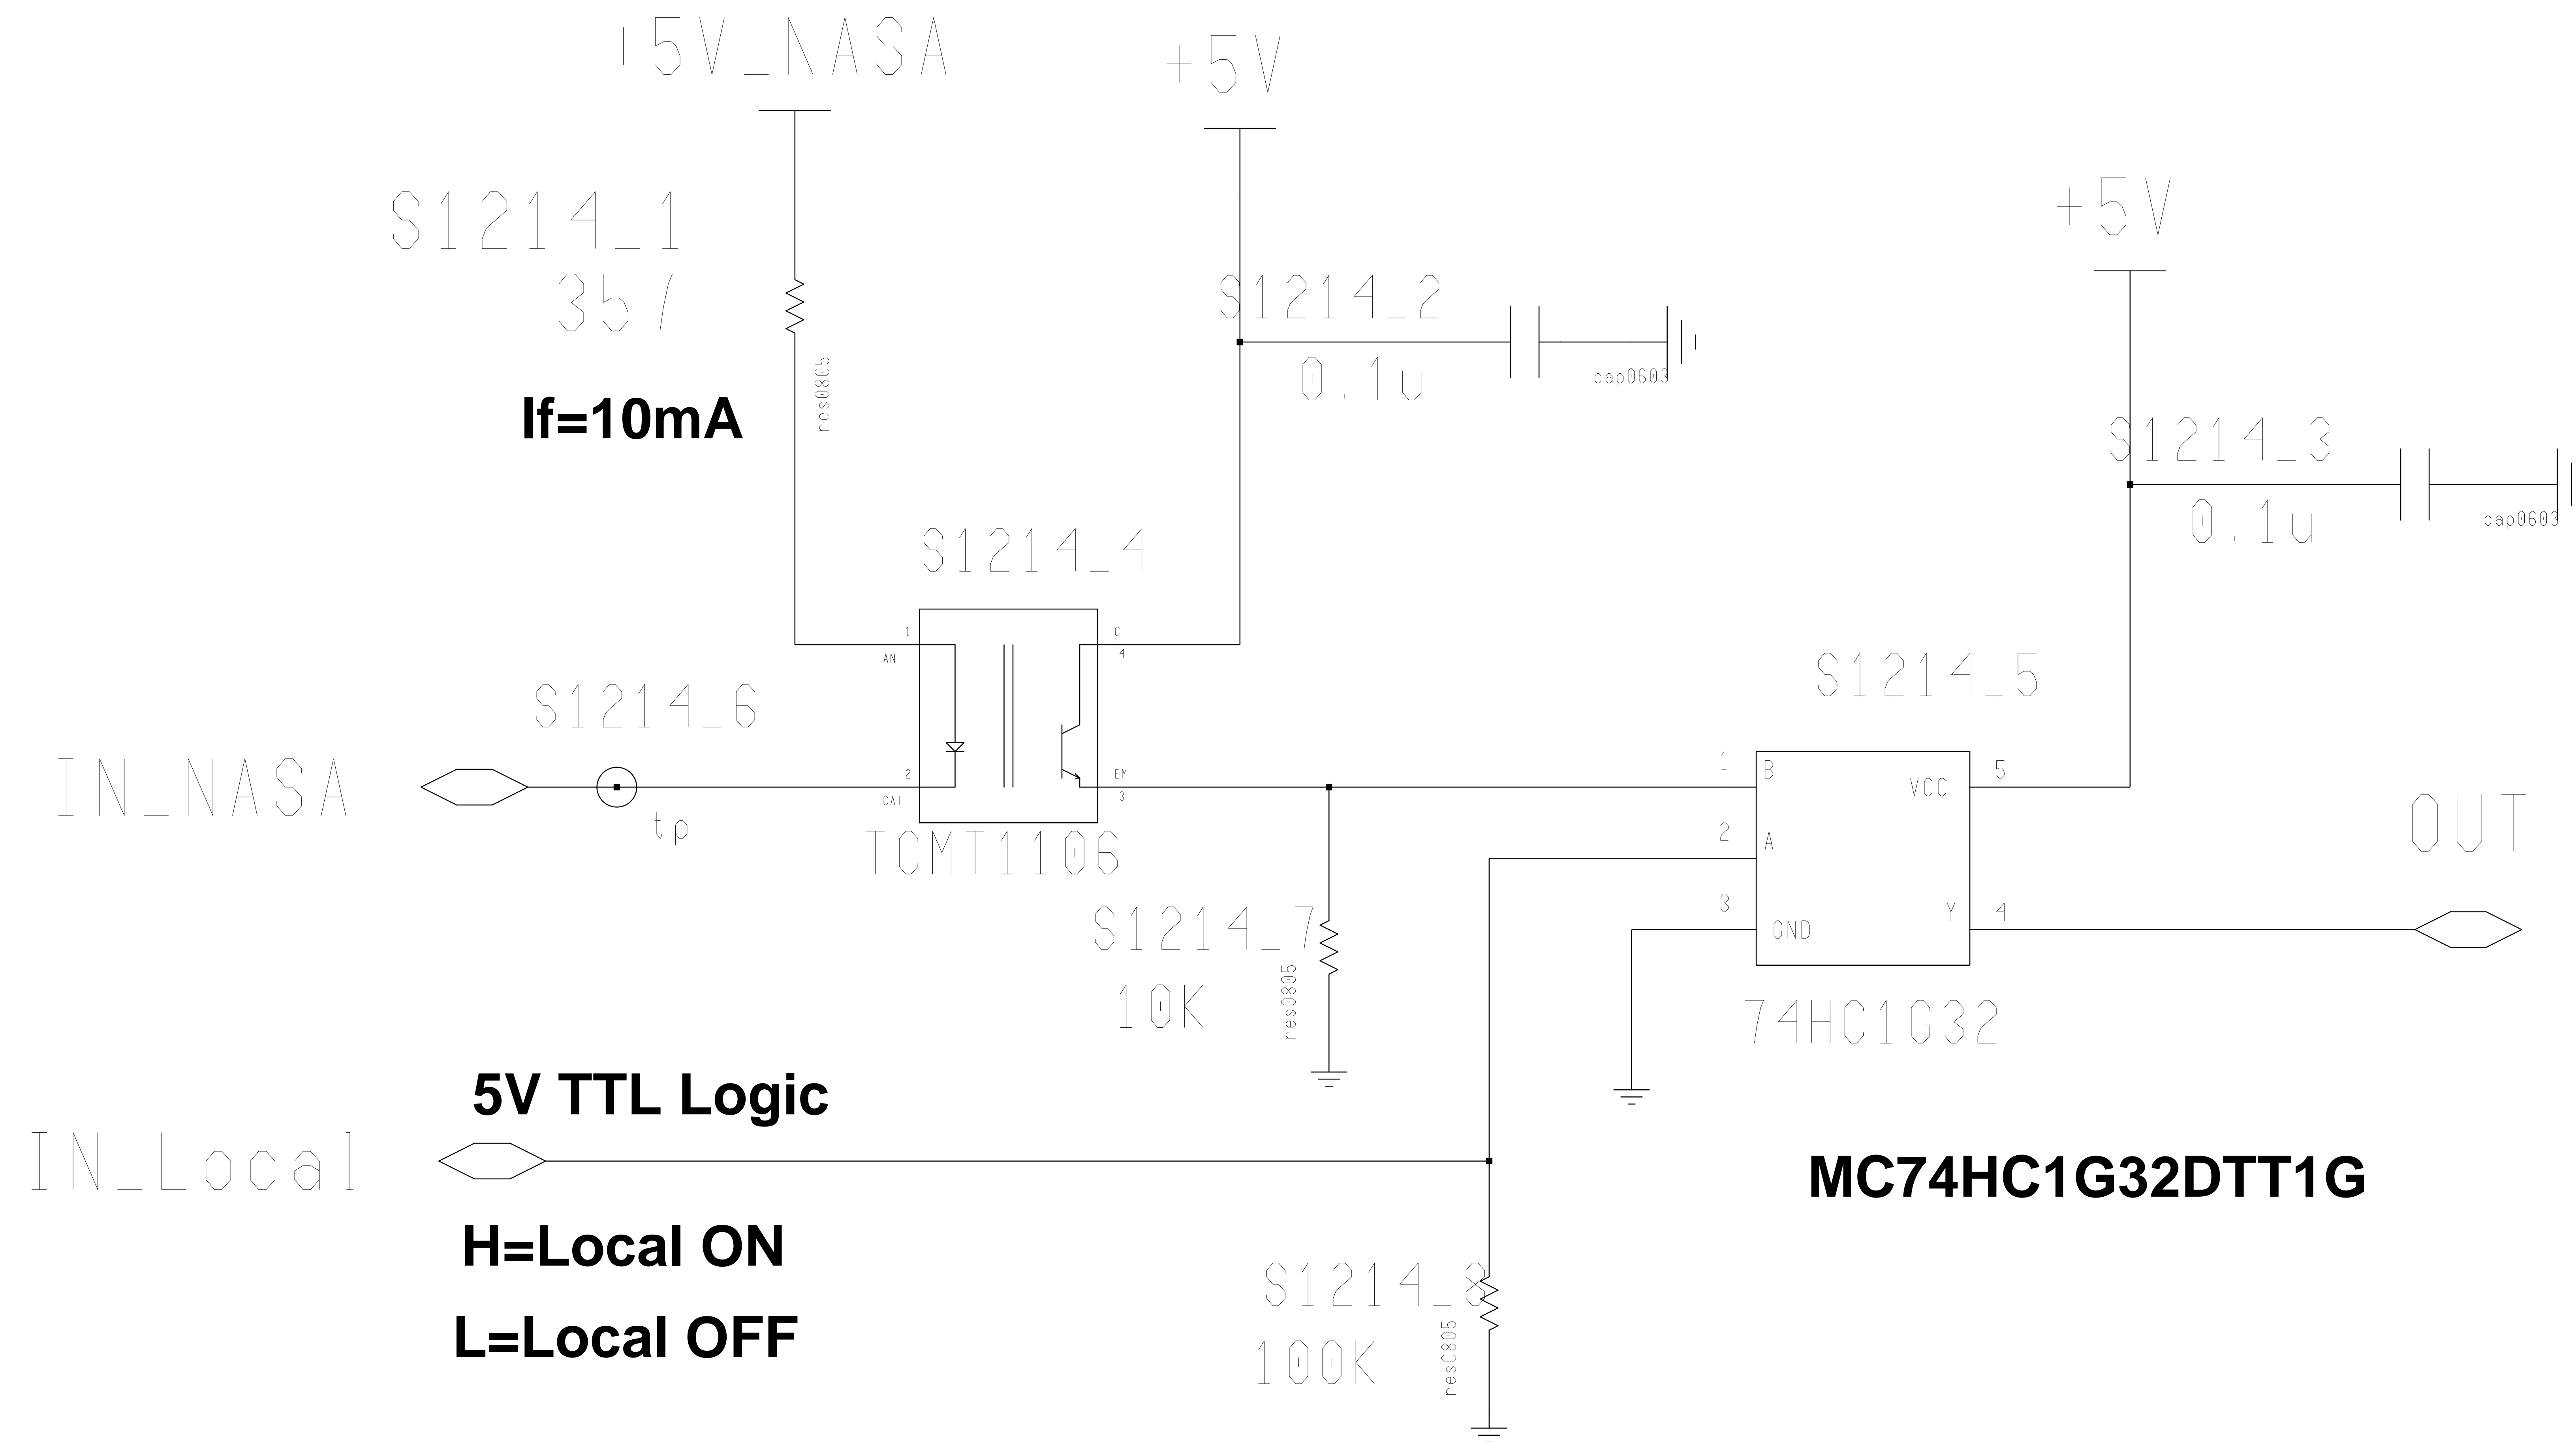 +5V_NASA
+5V
+5V
S1214_1
357
S1214_2
res0805
0.1u
cap0603
If=10mA
S1214_3
0.1u
cap0603
S1214_4
1
C
AN
4
S1214_5
S1214_6
IN_NASA
tp
2
EM
CAT
3
TCMT1106
1
B
VCC
5
2
A
OUT
3
GND
Y
4
S1214_7
10K
res0805
74HC1G32
5V TTL Logic
IN_Local
MC74HC1G32DTT1G
H=Local ON
L=Local OFF
S1214_8
100K
res0805